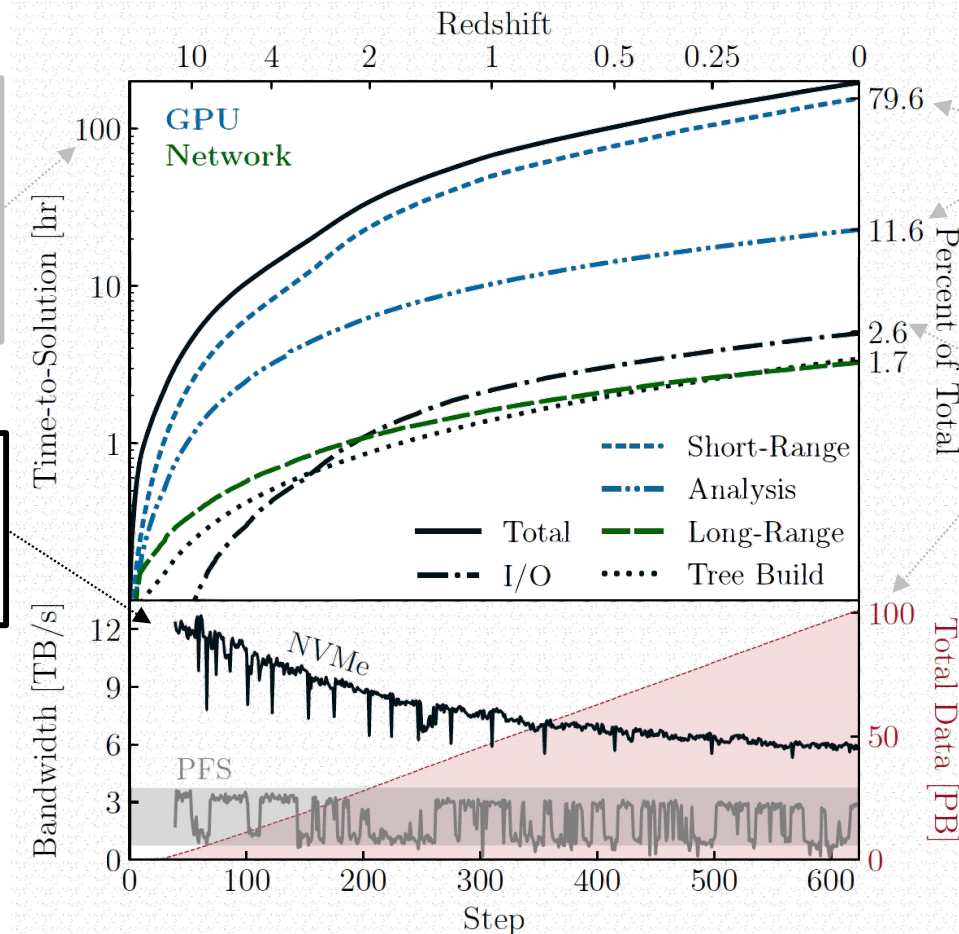 Redshift
10 4 2 1 0.5 0.25 0
GPU
Network
Time-to-Solution [hr]
100
10
1
79.6
11.6
2.6
1.7
Percent of Total
Short-Range
Analysis
Total
Long-Range
I/O
Tree Build
Bandwidth [TB/s]
12
9
6
3
0
NVMe
PFS
100
50
0
Total Data [PB]
0 100 200 300 400 500 600
Step